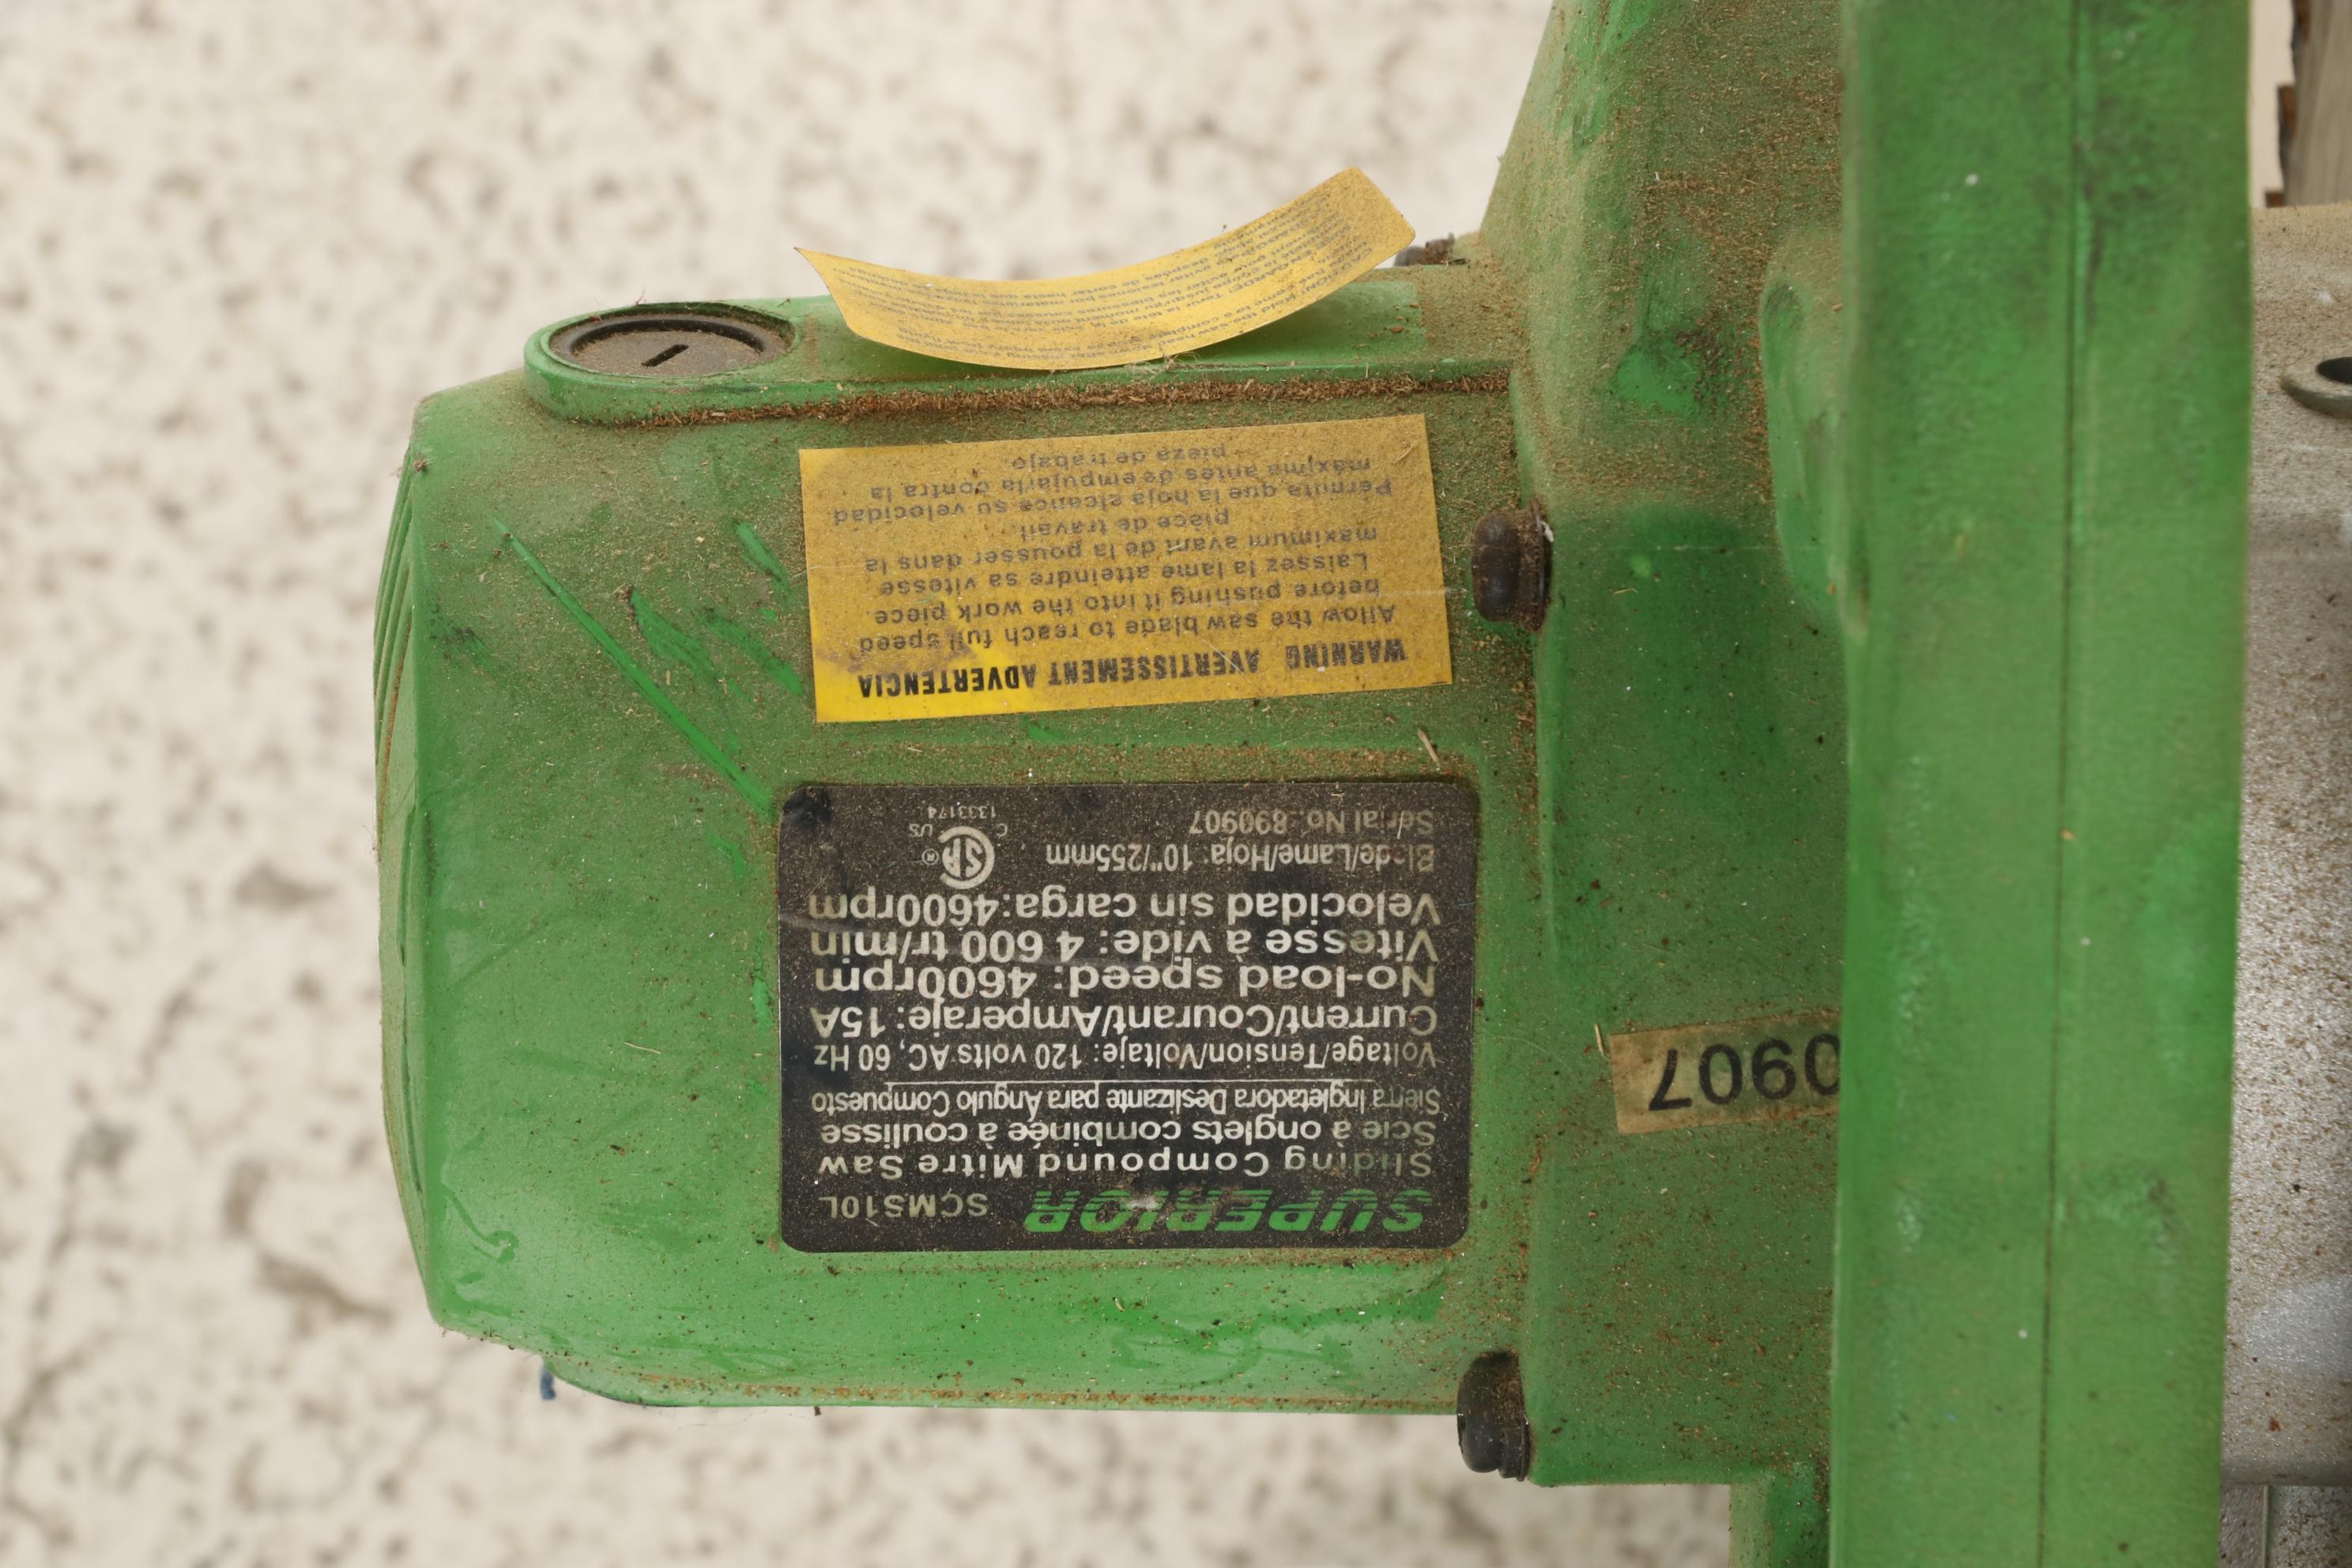 SUPERIOR SCMS10L
Sliding Compound Mitre Saw
Scie à onglets combinée à coulisse
Sierra Ingletadora Deslizante para Angulo Compuesto
Voltage/Tension/Voltaje: 120 volts AC, 60 Hz
Current/Courant/Amperaje: 15A
No-load speed: 4600rpm
Vitesse à vide: 4 600 tr/min
Velocidad sin carga:4600rpm
Blade/Lame/Hoja: 10"/255mm
Serial No.:890907
SA ®
C US
1333174
WARNING AVERTISSEMENT ADVERTENCIA
Allow the saw blade to reach full speed
before pushing it into the work piece.
Laissez la lame atteindre sa vitesse
maximum avant de la pousser dans la
pièce de travail.
Permita que la hoja alcance su velocidad
máxima antes de empujarla contra la
pieza de trabajo.
0907